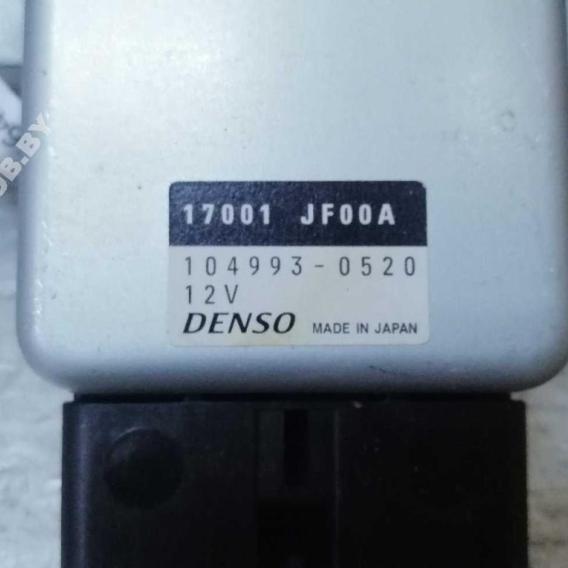 17001 JF00A
104993-0520
12V
DENSO MADE IN JAPAN